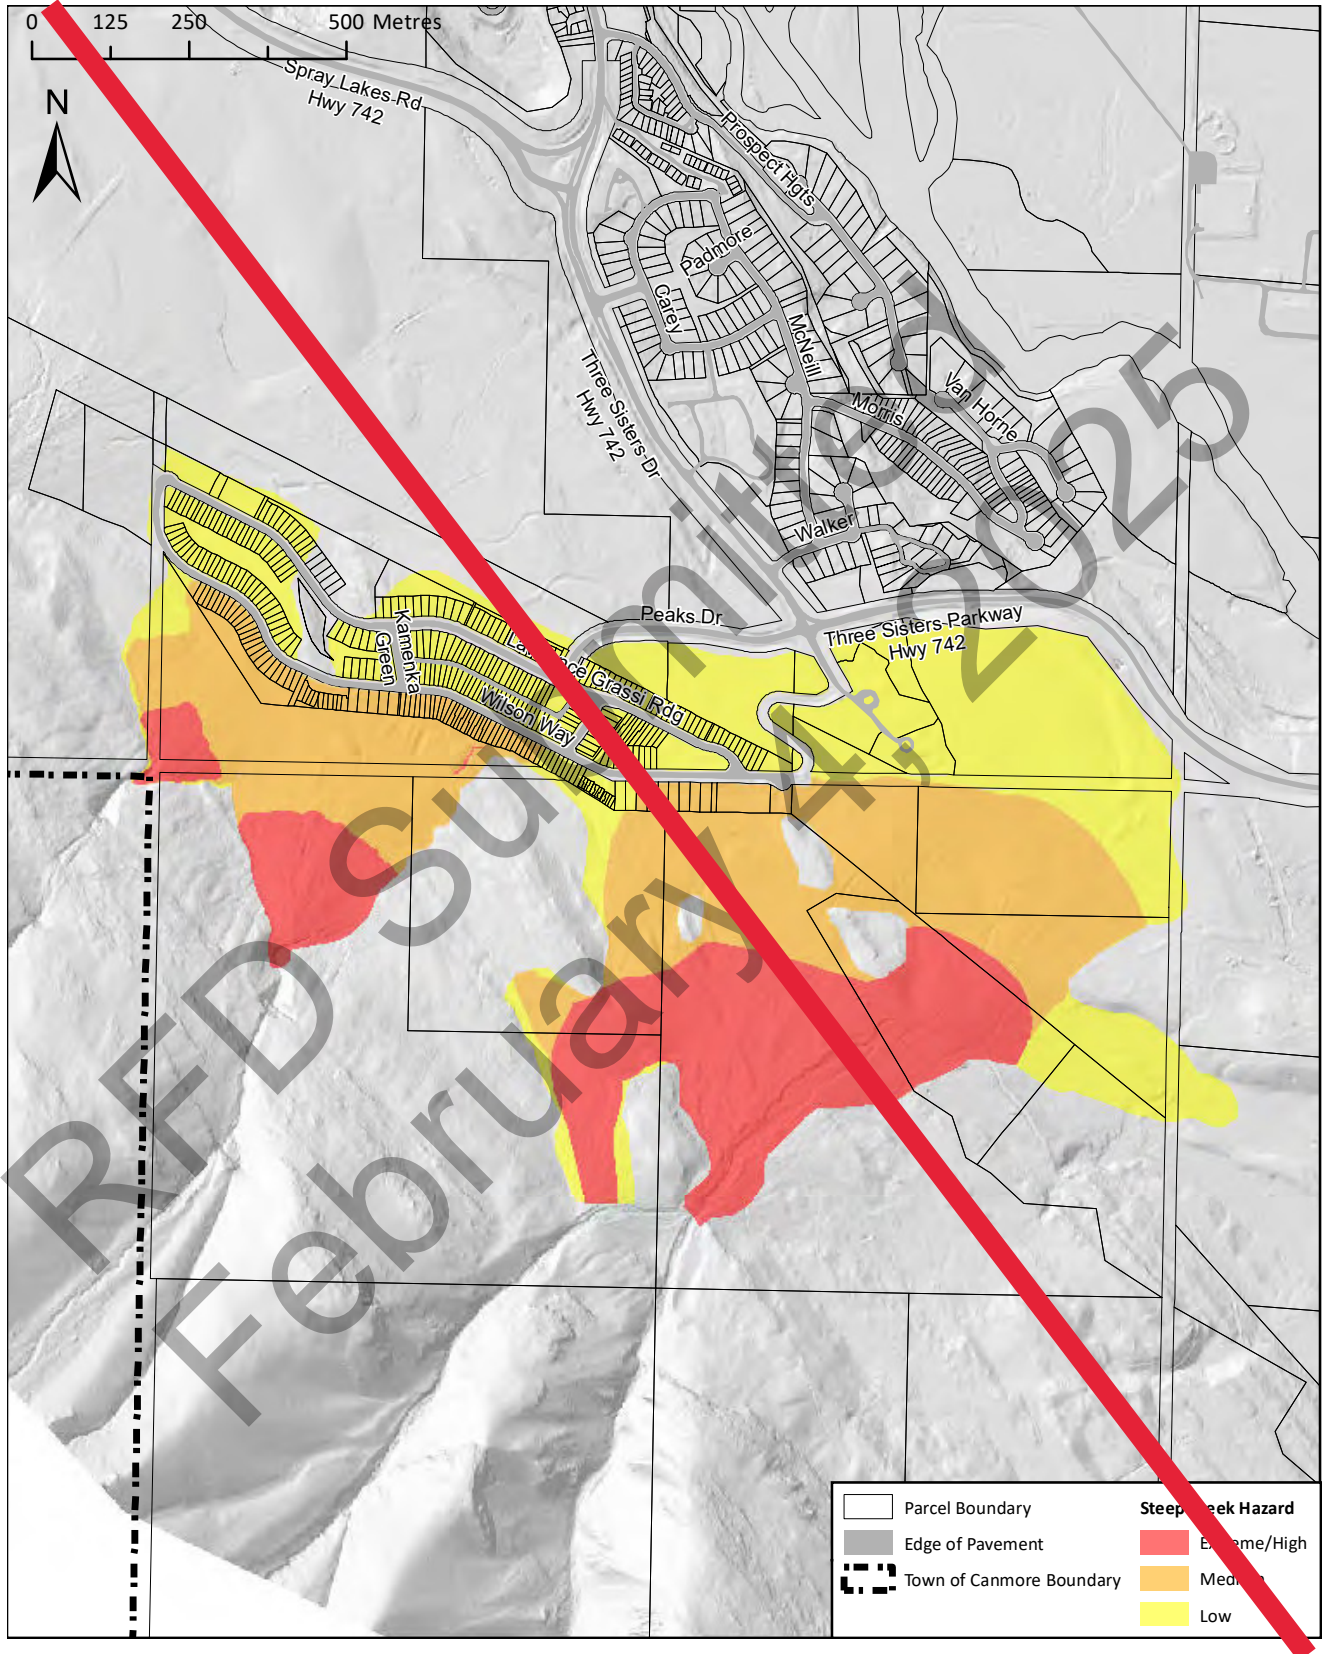 0 125 250 500 Metres
N
Spray Lakes Rd
Hwy 742
Prospect Hgts
Padmore
Carey
McNeill
Three Sisters Dr
Hwy 742
Van Horne
Morris
Walker
Peaks Dr
Three Sisters Parkway
Hwy 742
Kamenka
Green
Grassi Rdg
Wilson Way
RFD Submitted
February 4, 2025
Parcel Boundary
Edge of Pavement
Town of Canmore Boundary
Hazard
High
Low